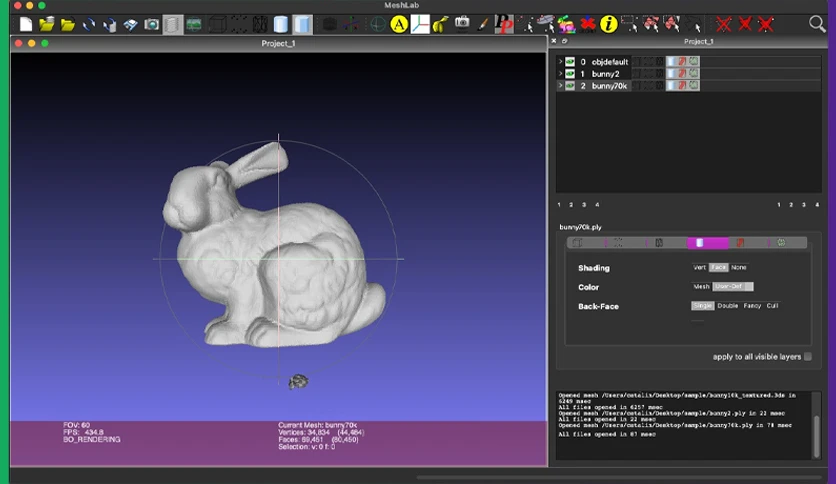 MeshLab
Project_1
Project_1
0 objdefault
1 bunny2
2 bunny70k
1 2 3 4
1 2 3 4
bunny70k.ply
Shading Vert Face None
Color Mesh User-Def
Back-Face Single Double Fancy Cull
apply to all visible layers
Opened mesh /Users/catalix/Desktop/sample/bunny10k_textured.3ds in
6249 msec
All files opened in 6257 msec
Opened mesh /Users/catalix/Desktop/sample/bunny2.ply in 22 msec
All files opened in 22 msec
Opened mesh /Users/catalix/Desktop/sample/bunny70k.ply in 78 msec
All files opened in 87 msec
FOV: 60
FPS: 434.8
BO_RENDERING
Current Mesh: bunny70k
Vertices: 34,834 (44,484)
Faces: 69,451 (80,450)
Selection: v: 0 f: 0